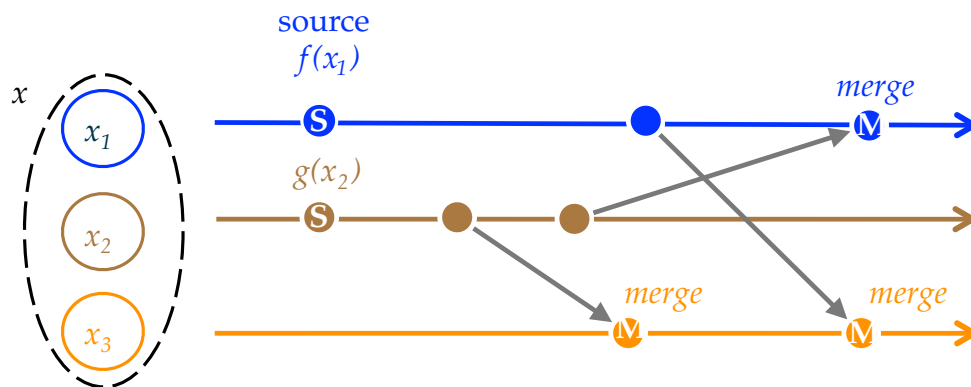 source
f(x₁)
x
merge
x₁
S
M
g(x₂)
x₂
S
merge
merge
x₃
M
M